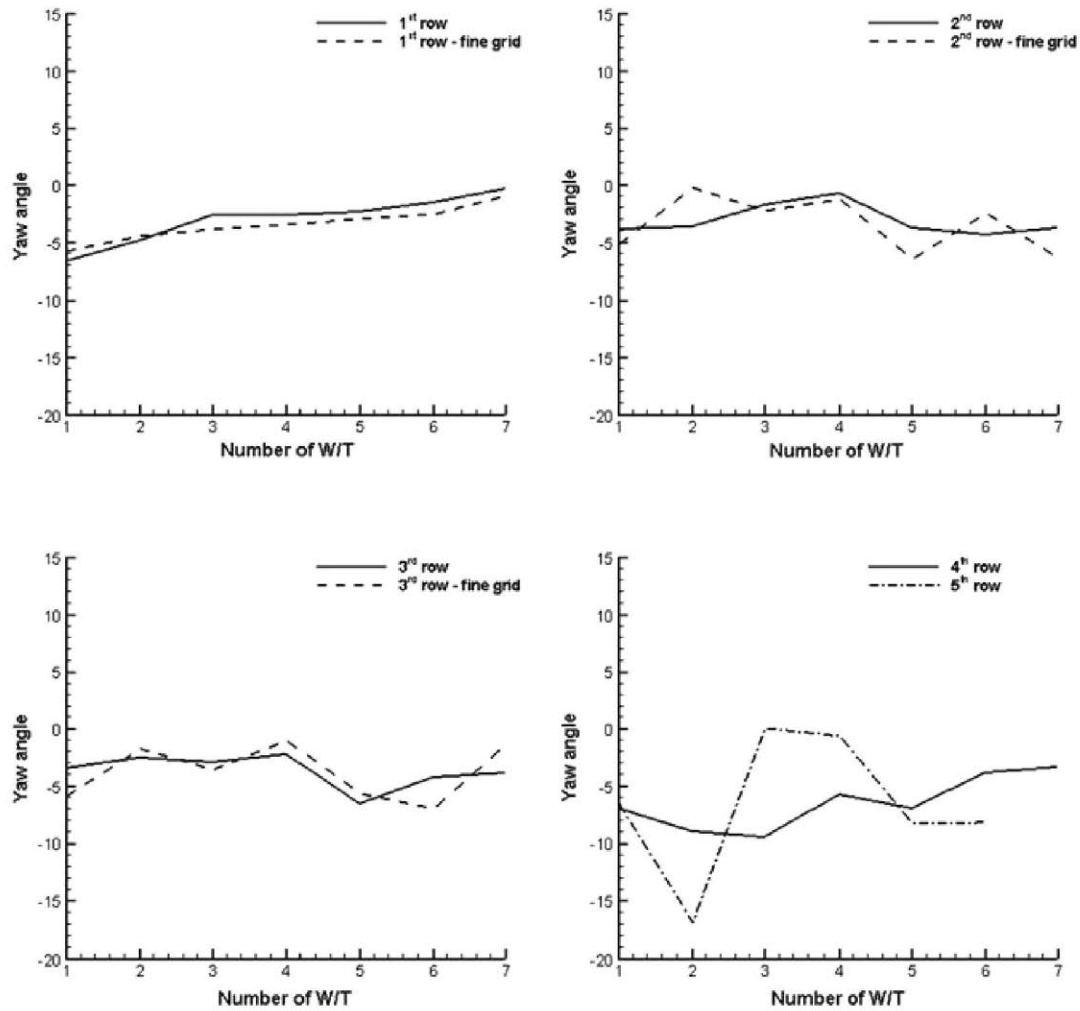 1st row
1st row - fine grid
15
10
5
0
-5
-10
-15
-20
Yaw angle
1 2 3 4 5 6 7
Number of W/T
2nd row
2nd row - fine grid
15
10
5
0
-5
-10
-15
-20
Yaw angle
1 2 3 4 5 6 7
Number of W/T
3rd row
3rd row - fine grid
15
10
5
0
-5
-10
-15
-20
Yaw angle
1 2 3 4 5 6 7
Number of W/T
4th row
5th row
15
10
5
0
-5
-10
-15
-20
Yaw angle
1 2 3 4 5 6 7
Number of W/T